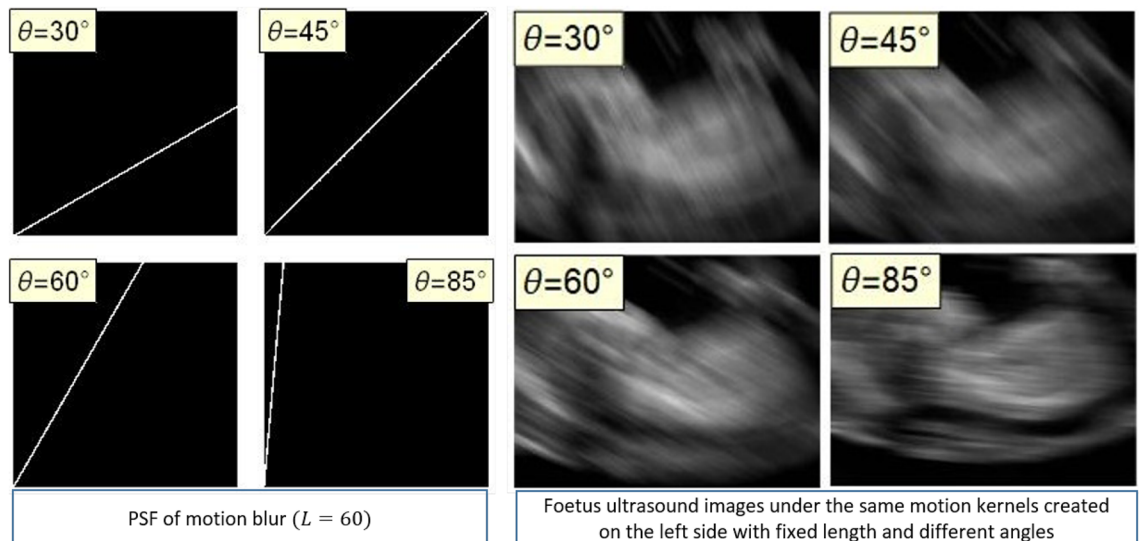 θ=30°
θ=45°
θ=30°
θ=45°
θ=60°
θ=85°
θ=60°
θ=85°
PSF of motion blur (L = 60)
Foetus ultrasound images under the same motion kernels created
on the left side with fixed length and different angles